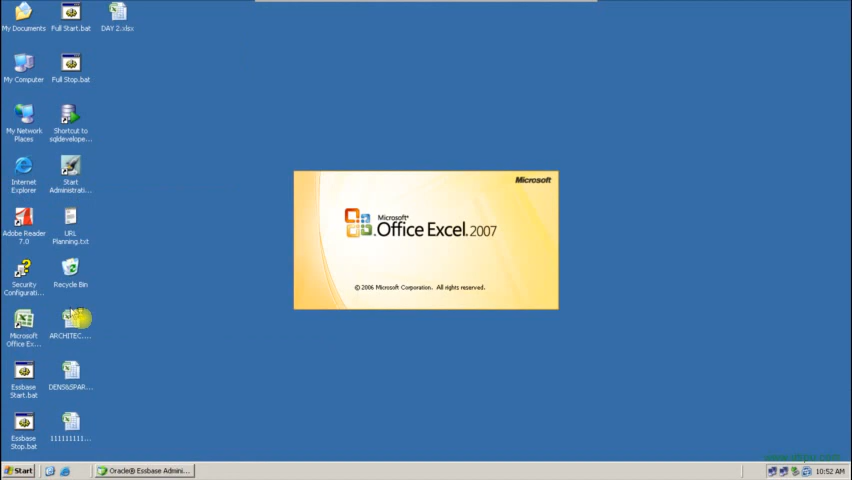 My Documents
Full Start.bat
DAY 2.xlsx
My Computer
Full Stop.bat
My Network
Places
Shortcut to
sqldevelope...
Internet
Explorer
Start
Administrati...
Adobe Reader
7.0
URL
Planning.txt
Security
Configurati...
Recycle Bin
Microsoft
Office Ex...
ARCHITEC....
Essbase
Start.bat
DENS&SPAR...
Essbase
Stop.bat
111111111...
Microsoft
Microsoft®
Office Excel 2007
© 2006 Microsoft Corporation. All rights reserved.
Start
Oracle® Essbase Admini...
10:52 AM